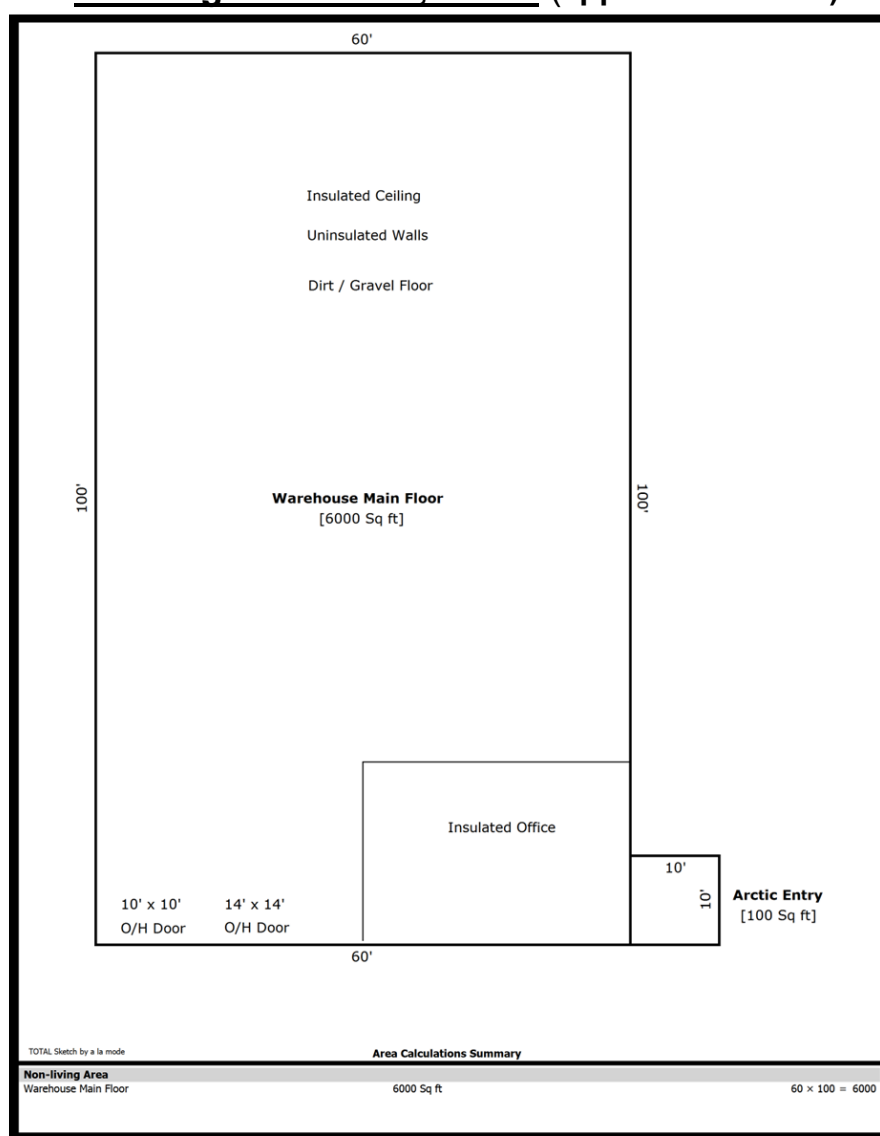 60'
Insulated Ceiling
Uninsulated Walls
Dirt / Gravel Floor
100'
Warehouse Main Floor
[6000 Sq ft]
100'
Insulated Office
10'
10'
Arctic Entry
[100 Sq ft]
10' x 10'
O/H Door
14' x 14'
O/H Door
60'
TOTAL Sketch by a la mode
Area Calculations Summary
Non-living Area
Warehouse Main Floor 6000 Sq ft 60 × 100 = 6000